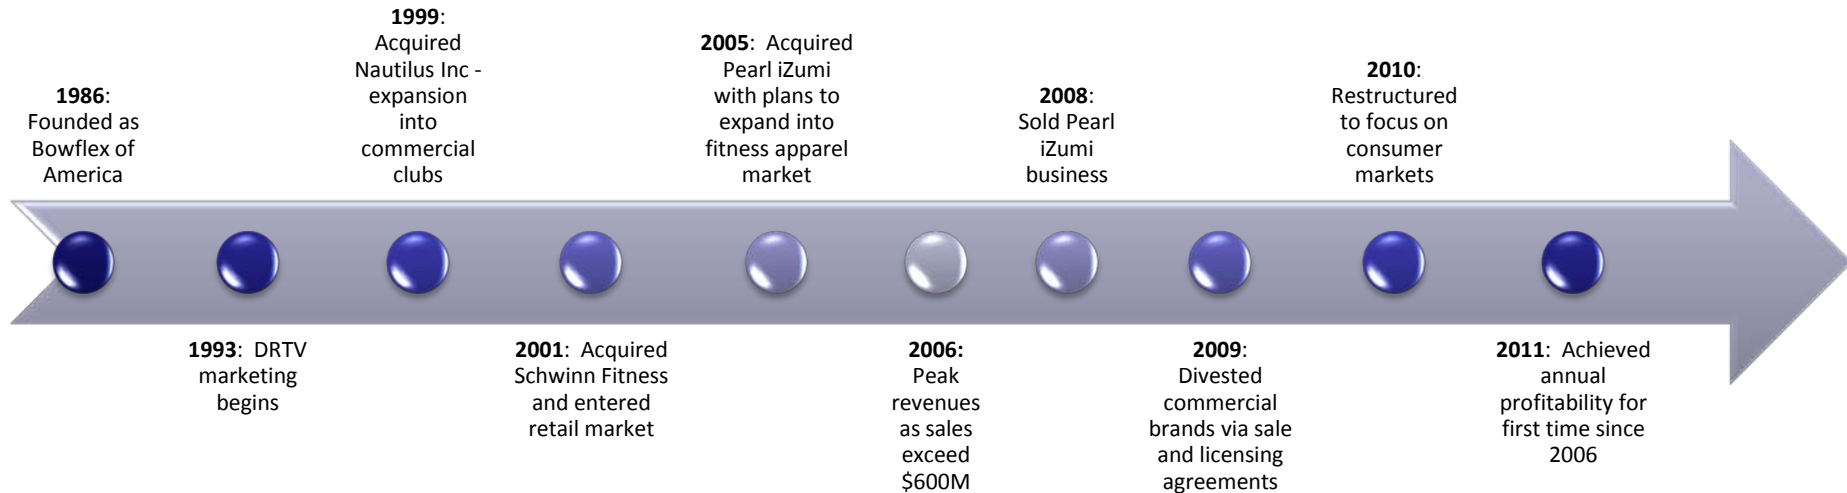 1986:
Founded as
Bowflex of
America
1993: DRTV
marketing
begins
1999:
Acquired
Nautilus Inc -
expansion
into
commercial
clubs
2001: Acquired
Schwinn Fitness
and entered
retail market
2005: Acquired
Pearl iZumi
with plans to
expand into
fitness apparel
market
2006:
Peak
revenues
as sales
exceed
$600M
2008:
Sold Pearl
iZumi
business
2009:
Divested
commercial
brands via sale
and licensing
agreements
2010:
Restructured
to focus on
consumer
markets
2011: Achieved
annual
profitability for
first time since
2006